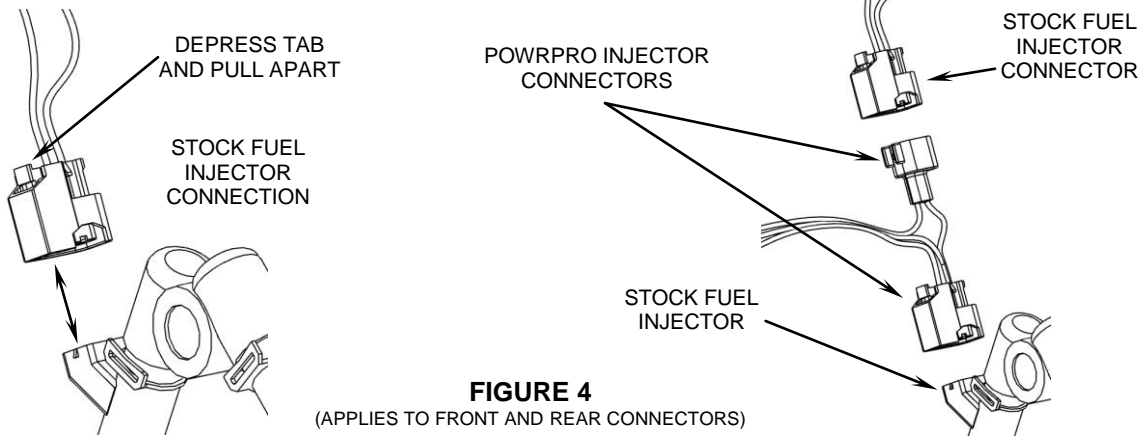 DEPRESS TAB
AND PULL APART
STOCK FUEL
INJECTOR
CONNECTION
POWRPRO INJECTOR
CONNECTORS
STOCK FUEL
INJECTOR
CONNECTOR
STOCK FUEL
INJECTOR
FIGURE 4
(APPLIES TO FRONT AND REAR CONNECTORS)